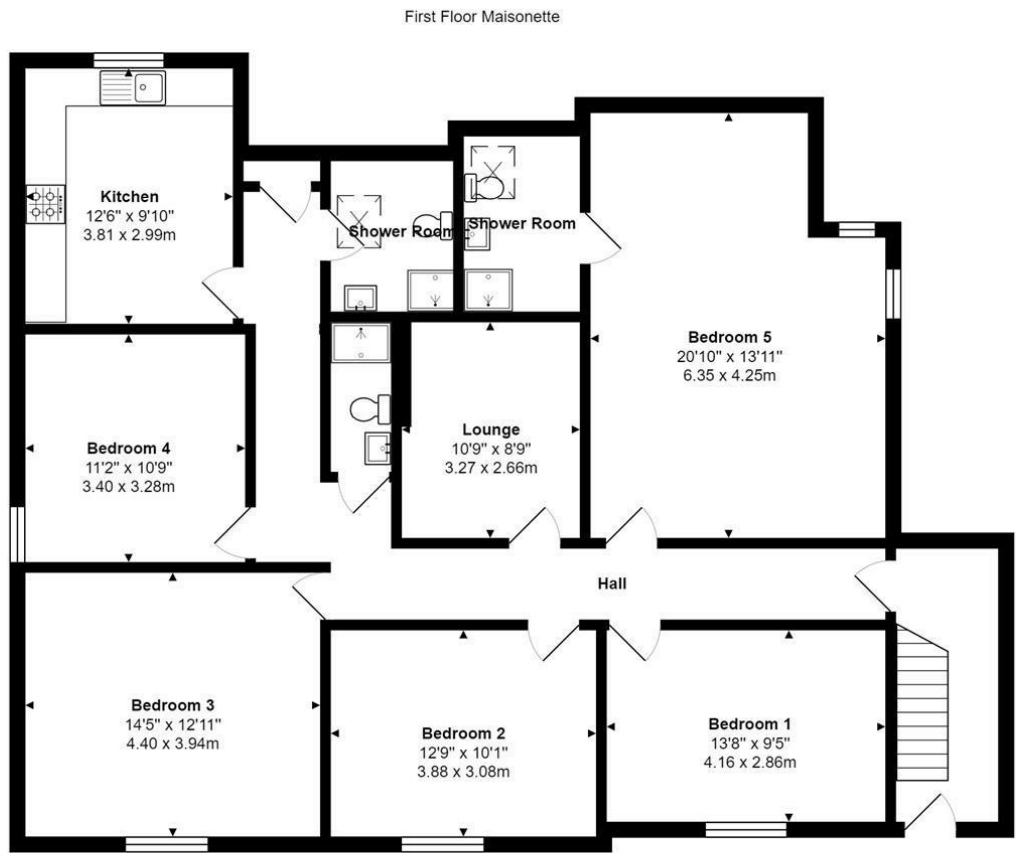 First Floor Maisonette
Kitchen
12'6" x 9'10"
3.81 x 2.99m
Shower Room
Shower Room
Bedroom 5
20'10" x 13'11"
6.35 x 4.25m
Bedroom 4
11'2" x 10'9"
3.40 x 3.28m
Lounge
10'9" x 8'9"
3.27 x 2.66m
Hall
Bedroom 3
14'5" x 12'11"
4.40 x 3.94m
Bedroom 2
12'9" x 10'1"
3.88 x 3.08m
Bedroom 1
13'8" x 9'5"
4.16 x 2.86m